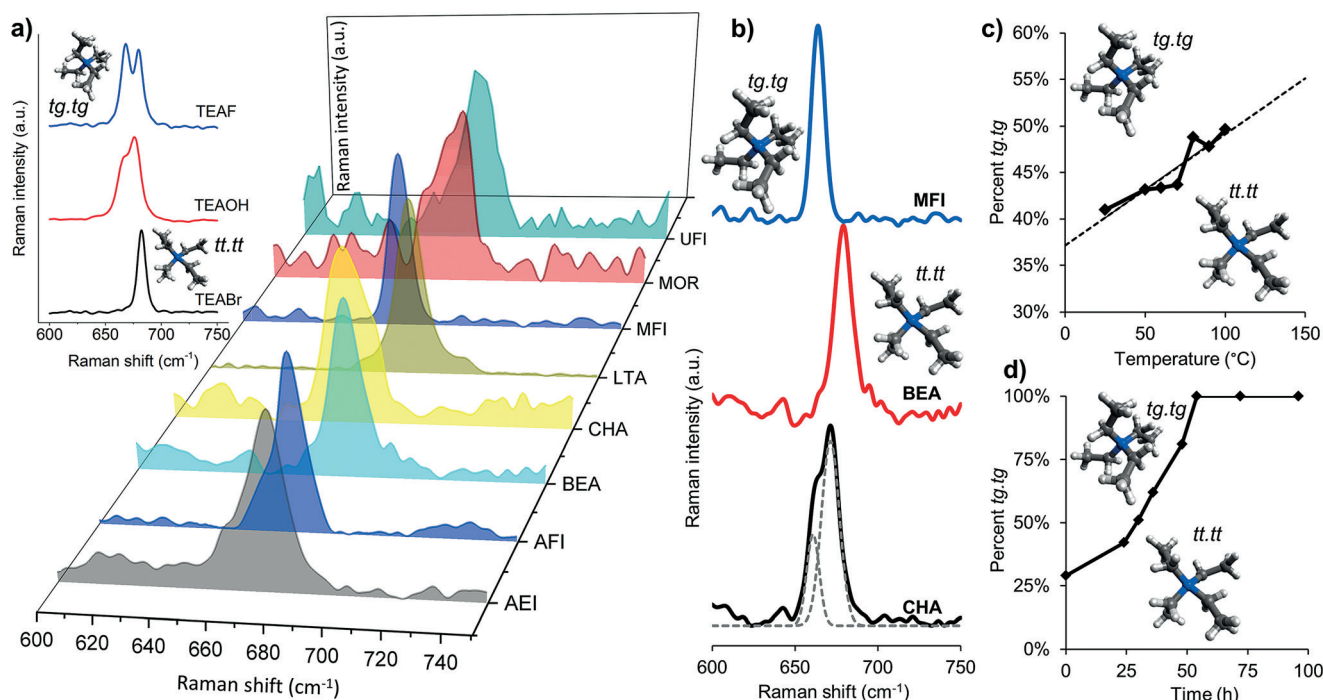 a)
tg.tg
TEAF
TEAOH
tt.tt
TEABr
Raman intensity (a.u.)
600 650 700 750
Raman shift (cm⁻¹)
Raman intensity (a.u.)
UFI
MOR
MFI
LTA
CHA
BEA
AFI
AEI
600 620 640 660 680 700 720 740
Raman shift (cm⁻¹)
b)
tg.tg
MFI
tt.tt
BEA
CHA
Raman intensity (a.u.)
600 650 700 750
Raman shift (cm⁻¹)
c)
60%
55%
50%
45%
40%
35%
30%
Percent tg.tg
tg.tg
tt.tt
0 50 100 150
Temperature (°C)
d)
100%
75%
50%
25%
0%
Percent tg.tg
tg.tg
tt.tt
0 25 50 75 100
Time (h)